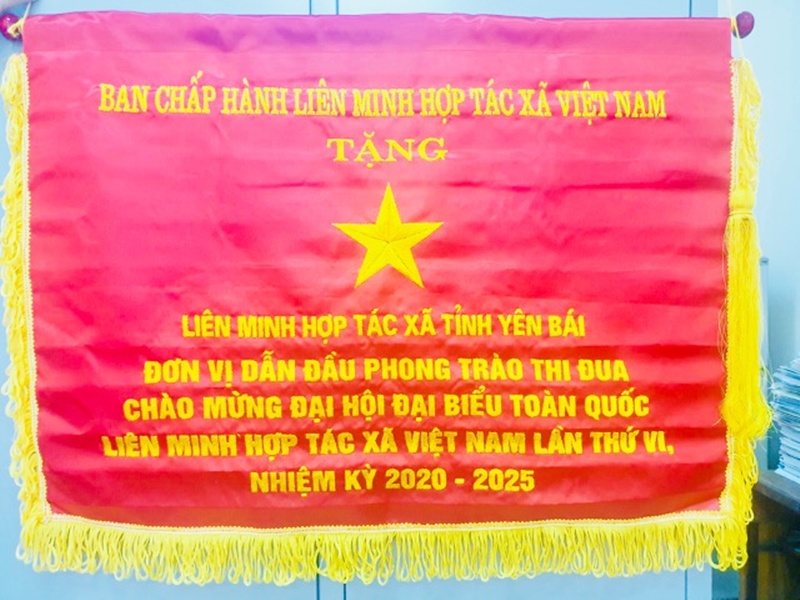 BAN CHẤP HÀNH LIÊN MINH HỢP TÁC XÃ VIỆT NAM
TẶNG
LIÊN MINH HỢP TÁC XÃ TỈNH YÊN BÁI
ĐƠN VỊ DẪN ĐẦU PHONG TRÀO THI ĐUA
CHÀO MỪNG ĐẠI HỘI ĐẠI BIỂU TOÀN QUỐC
LIÊN MINH HỢP TÁC XÃ VIỆT NAM LẦN THỨ VI,
NHIỆM KỲ 2020 - 2025